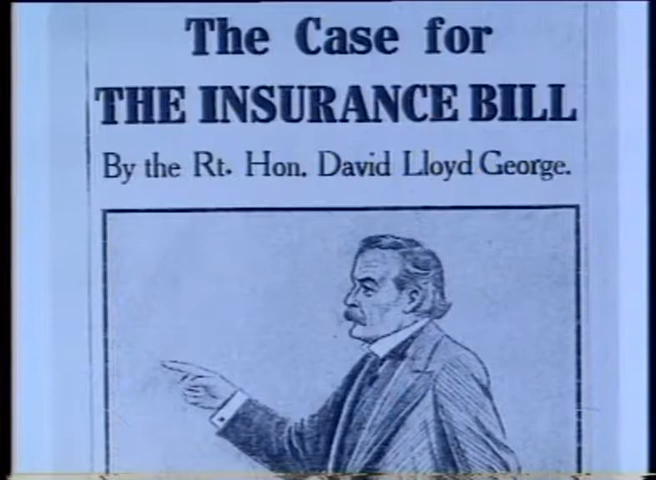 The Case for
THE INSURANCE BILL
By the Rt. Hon. David Lloyd George.